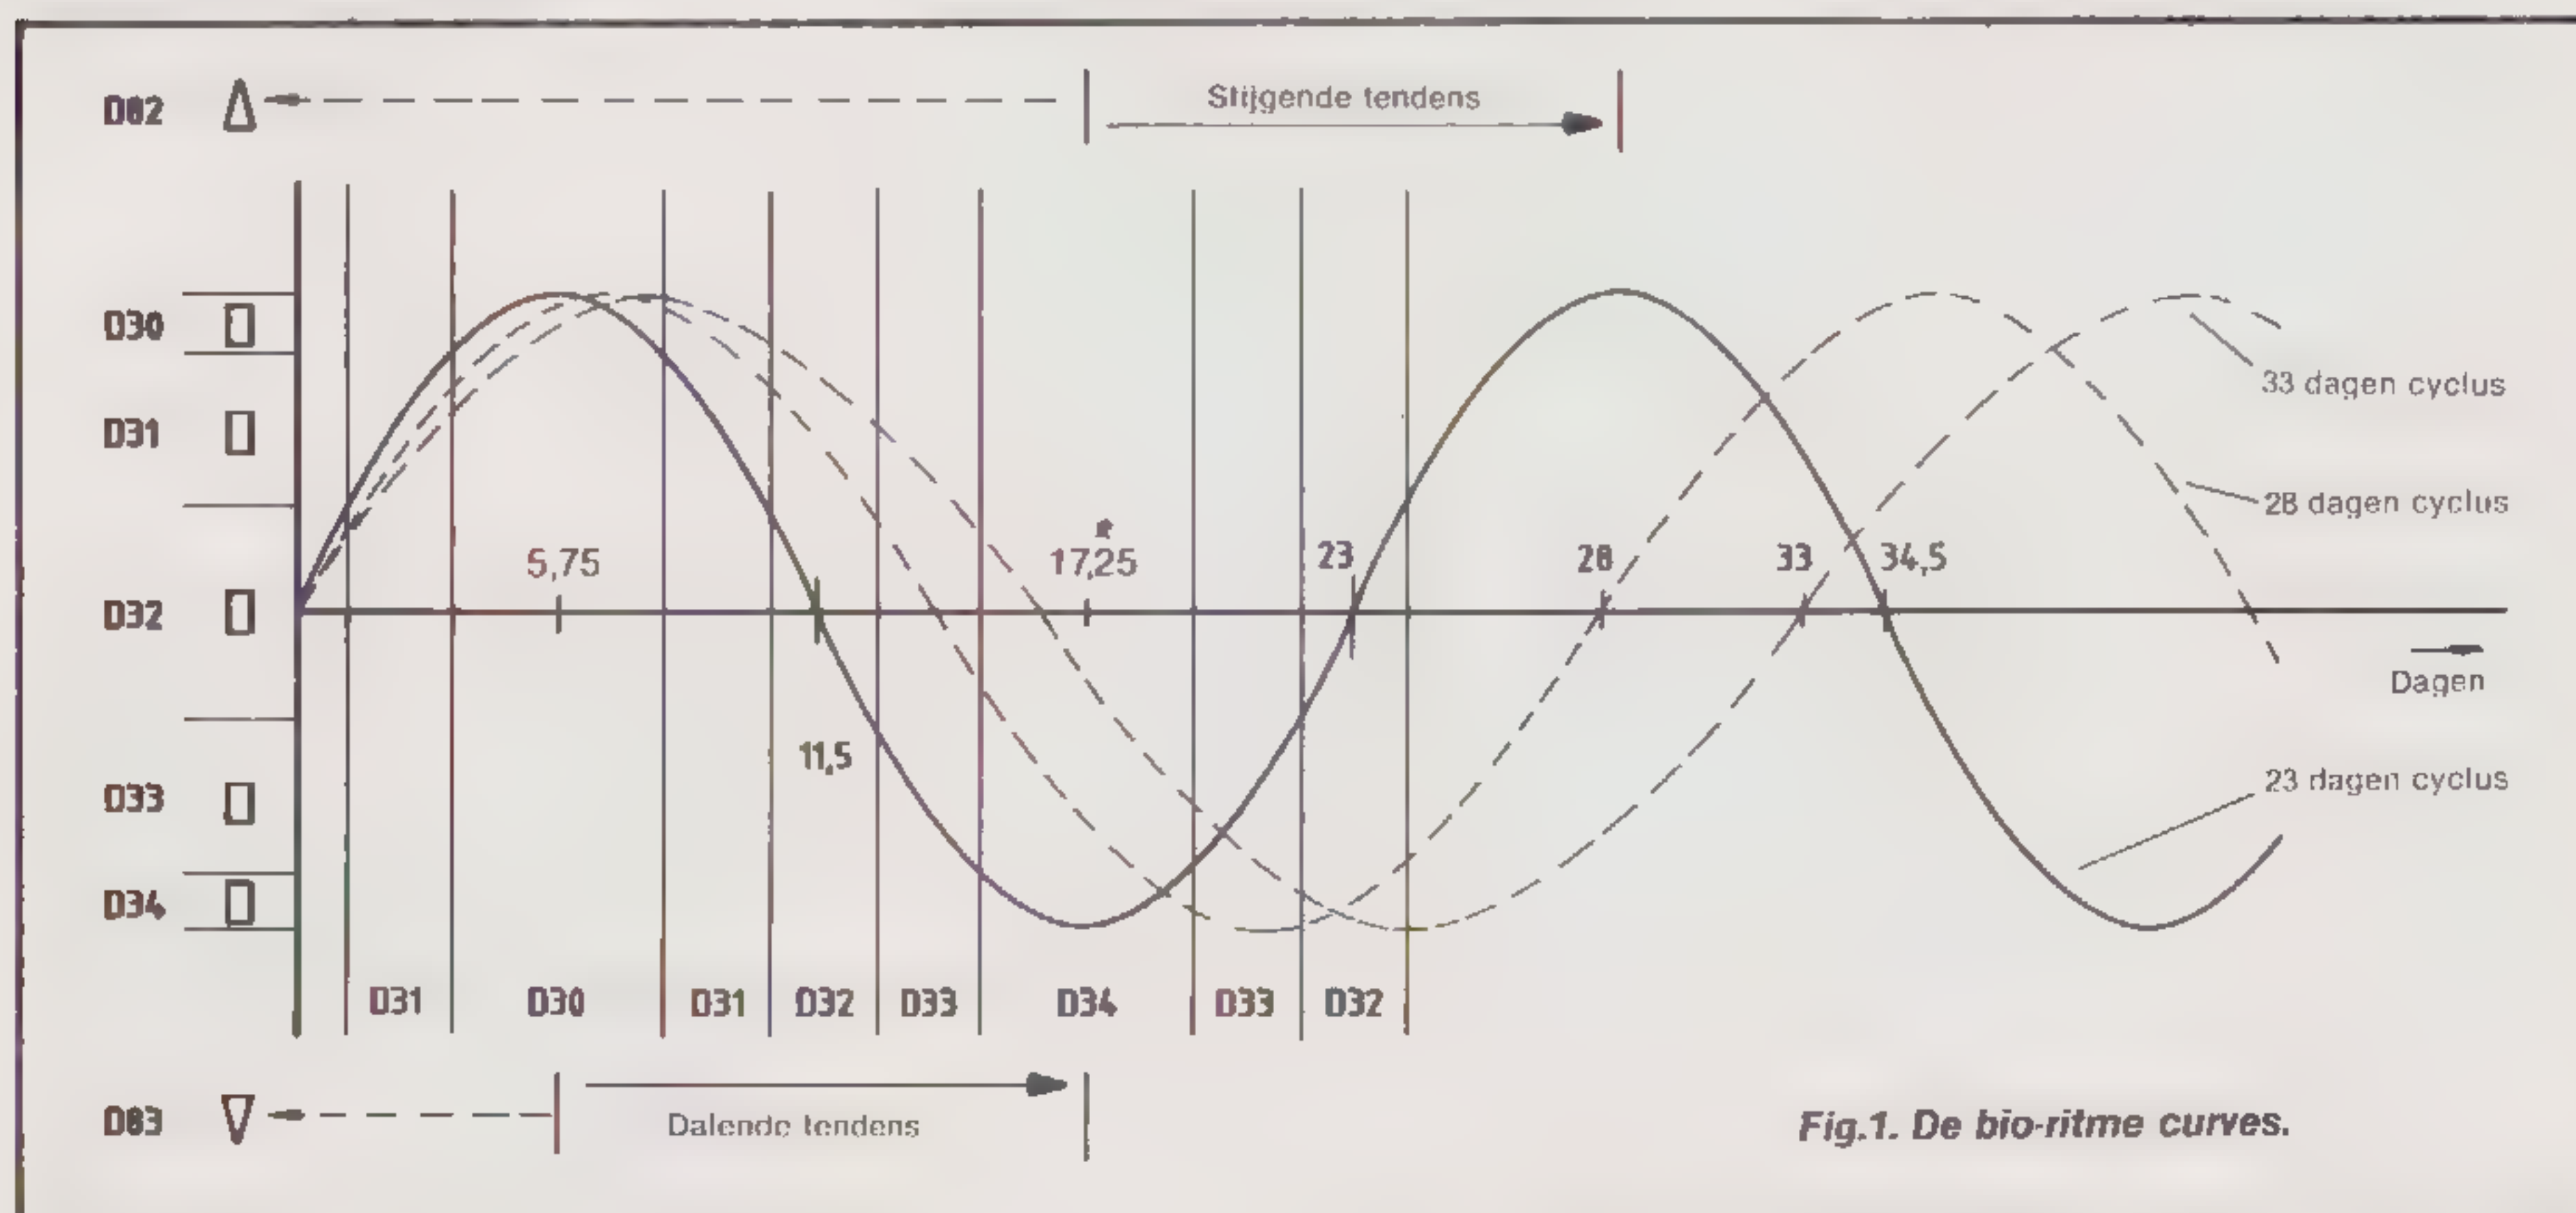 D02
Stijgende tendens
D30
D31
33 dagen cyclus
28 dagen cyclus
5,75
17,25
23
28
33
34,5
D32
Dagen
11,5
23 dagen cyclus
D33
D34
D31
D30
D31
D32
D33
D34
D33
D32
D03
Dalende tendens
Fig.1. De bio-ritme curves.